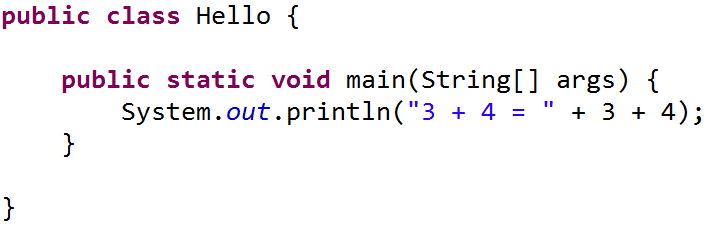 public class Hello {
    public static void main(String[] args) {
        System.out.println("3 + 4 = " + 3 + 4);
    }
}